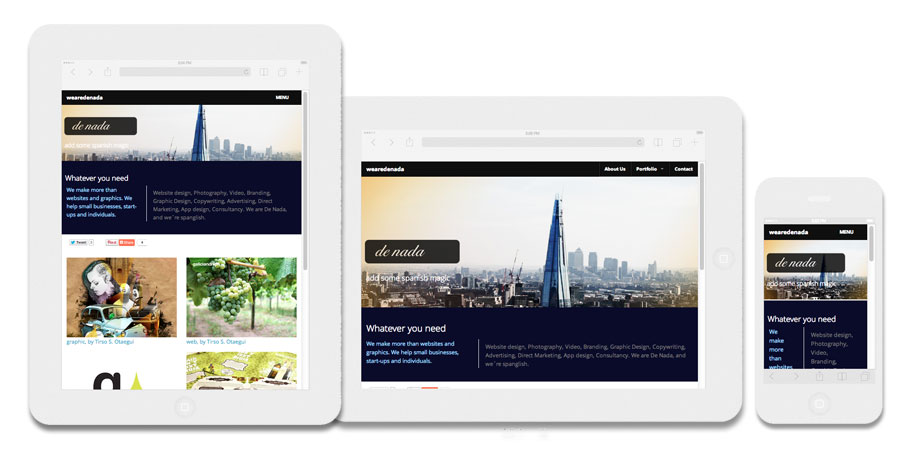 wearedenada
MENU
de nada
add some spanish magic
Whatever you need
We make more than
websites and graphics. We
help small businesses, start-
ups and individuals.
Website design, Photography, Video, Branding,
Graphic Design, Copywriting, Advertising, Direct
Marketing, App design, Consultancy. We are De Nada,
and we`re spanglish.
Tweet
Pin it
Share
graphic, by Tirso S. Otaegui
web, by Tirso S. Otaegui
wearedenada
About Us
Portfolio
Contact
de nada
add some spanish magic
Whatever you need
We make more than websites and
graphics. We help small businesses,
start-ups and individuals.
Website design, Photography, Video, Branding, Graphic Design, Copywriting,
Advertising, Direct Marketing, App design, Consultancy. We are De Nada, and
we`re spanglish.
wearedenada
MENU
de nada
add some spanish magic
Whatever you need
We
make
more
than
websites
Website design,
Photography,
Video,
Branding,